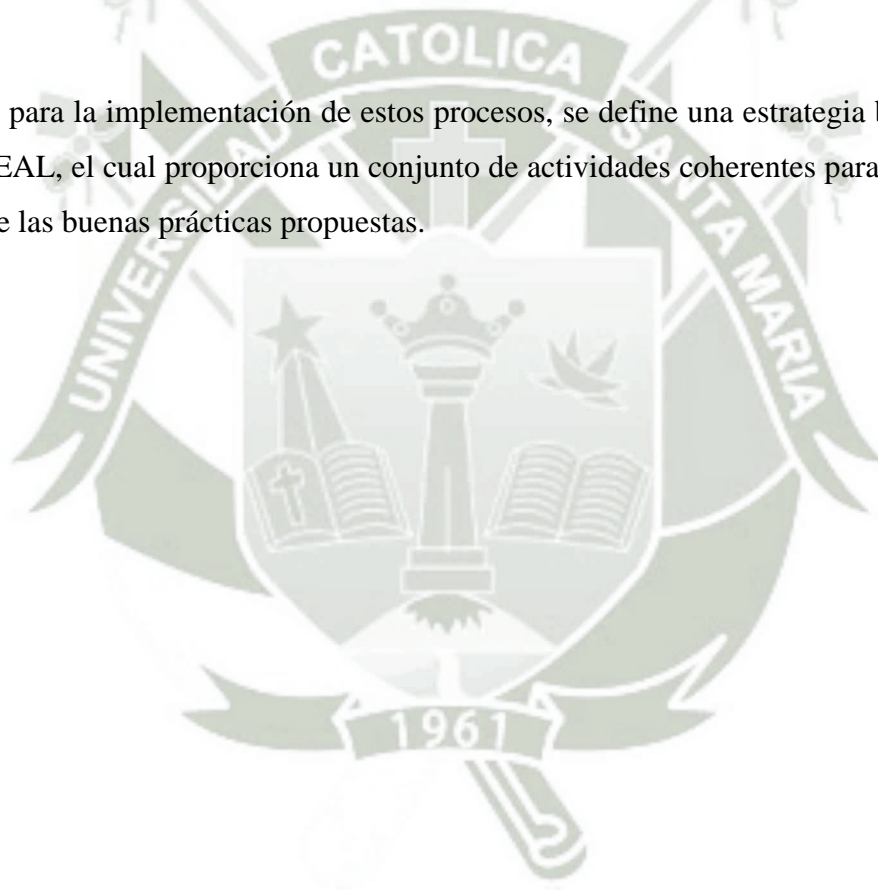 para la implementación de estos procesos, se define una estrategia
EAL, el cual proporciona un conjunto de actividades coherentes para
e las buenas prácticas propuestas.
UNIVERSIDAD CATOLICA SANTA MARIA
1961